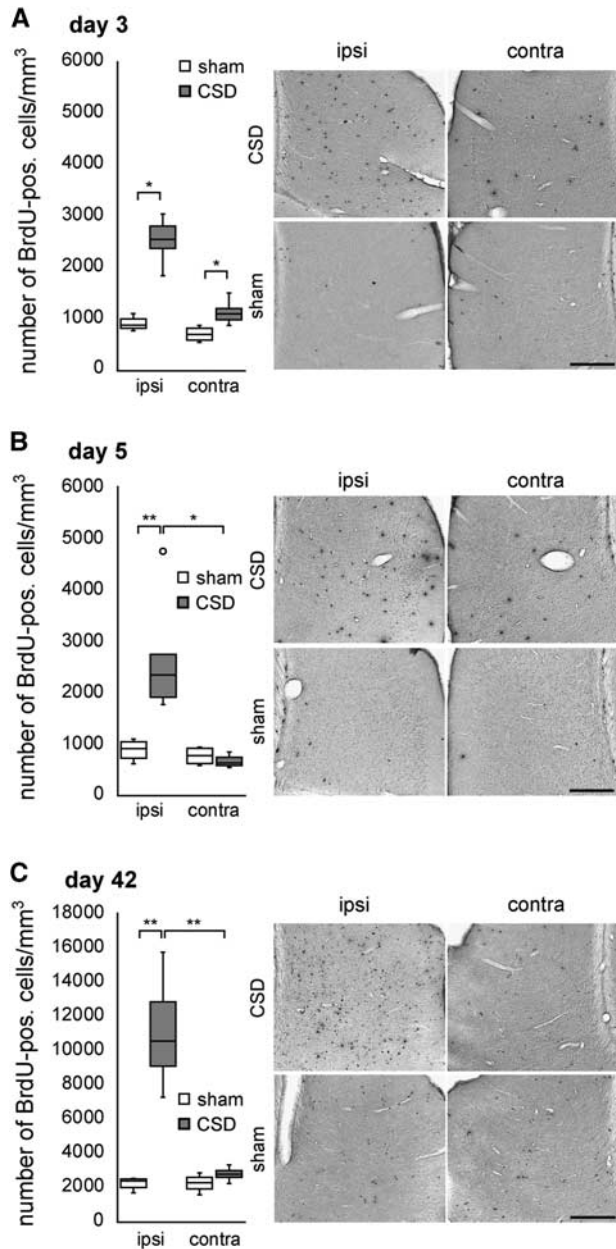 A
day 3
number of BrdU-pos. cells/mm³
6000
5000
4000
3000
2000
1000
0
sham
CSD
*
*
ipsi
contra
ipsi
contra
CSD
sham
B
day 5
number of BrdU-pos. cells/mm³
6000
5000
4000
3000
2000
1000
0
**
*
sham
CSD
ipsi
contra
ipsi
contra
CSD
sham
C
day 42
number of BrdU-pos. cells/mm³
18000
16000
14000
12000
10000
8000
6000
4000
2000
0
**
**
sham
CSD
ipsi
contra
ipsi
contra
CSD
sham